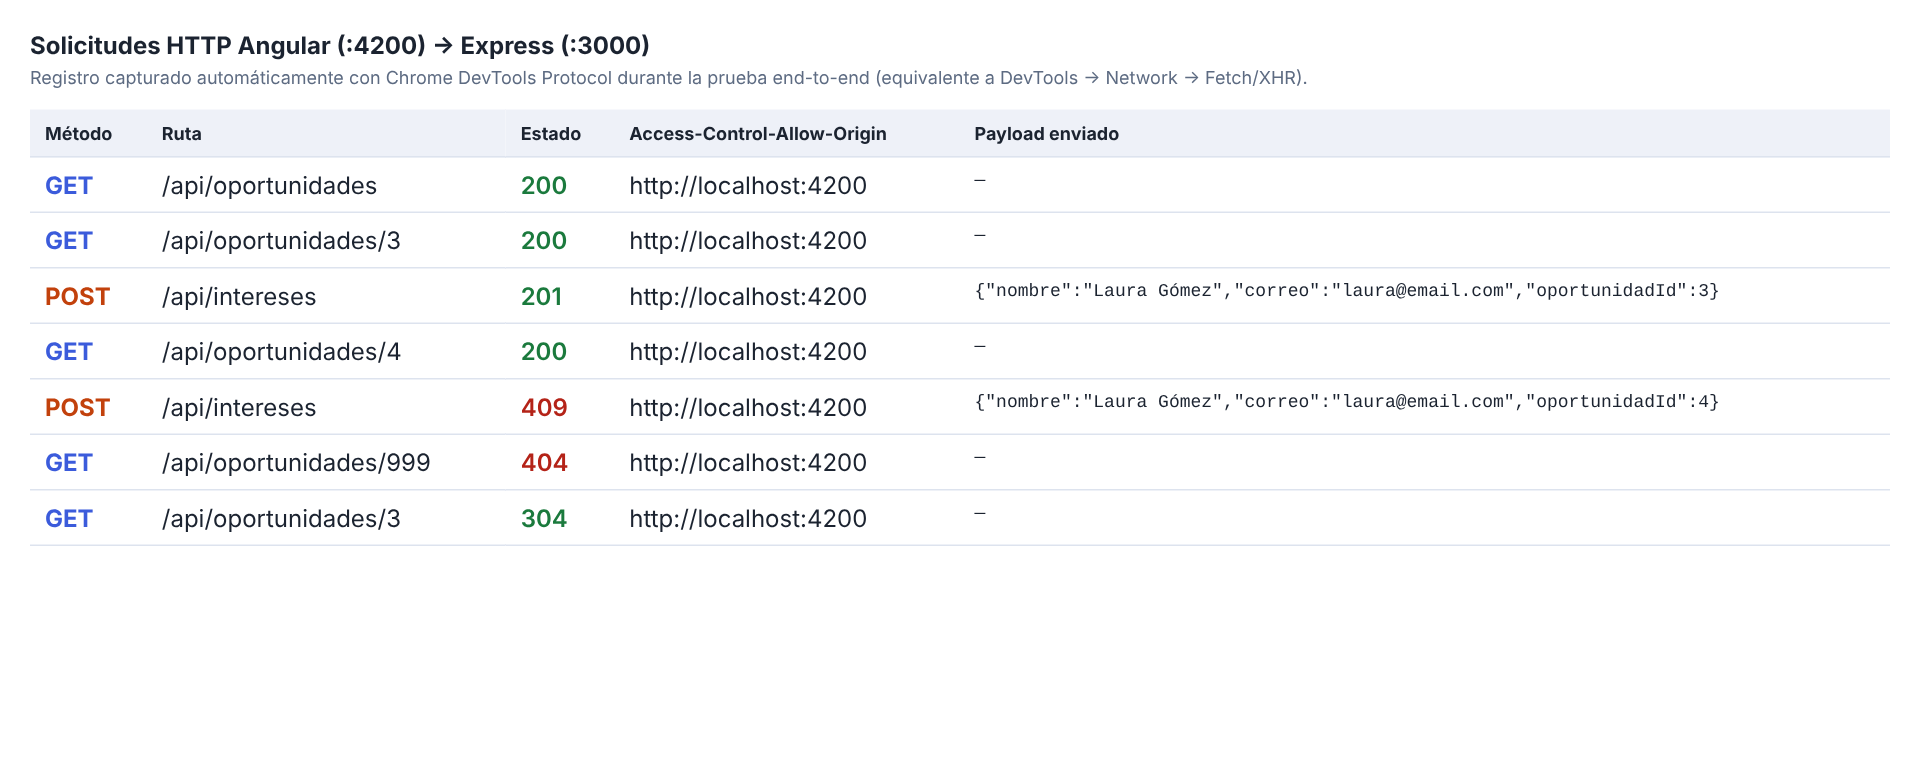 Solicitudes HTTP Angular (:4200) → Express (:3000)
Registro capturado automáticamente con Chrome DevTools Protocol durante la prueba end-to-end (equivalente a DevTools → Network → Fetch/XHR).
Método Ruta Estado Access-Control-Allow-Origin Payload enviado
GET /api/oportunidades 200 http://localhost:4200 —
GET /api/oportunidades/3 200 http://localhost:4200 —
POST /api/intereses 201 http://localhost:4200 {"nombre":"Laura Gómez","correo":"laura@email.com","oportunidadId":3}
GET /api/oportunidades/4 200 http://localhost:4200 —
POST /api/intereses 409 http://localhost:4200 {"nombre":"Laura Gómez","correo":"laura@email.com","oportunidadId":4}
GET /api/oportunidades/999 404 http://localhost:4200 —
GET /api/oportunidades/3 304 http://localhost:4200 —